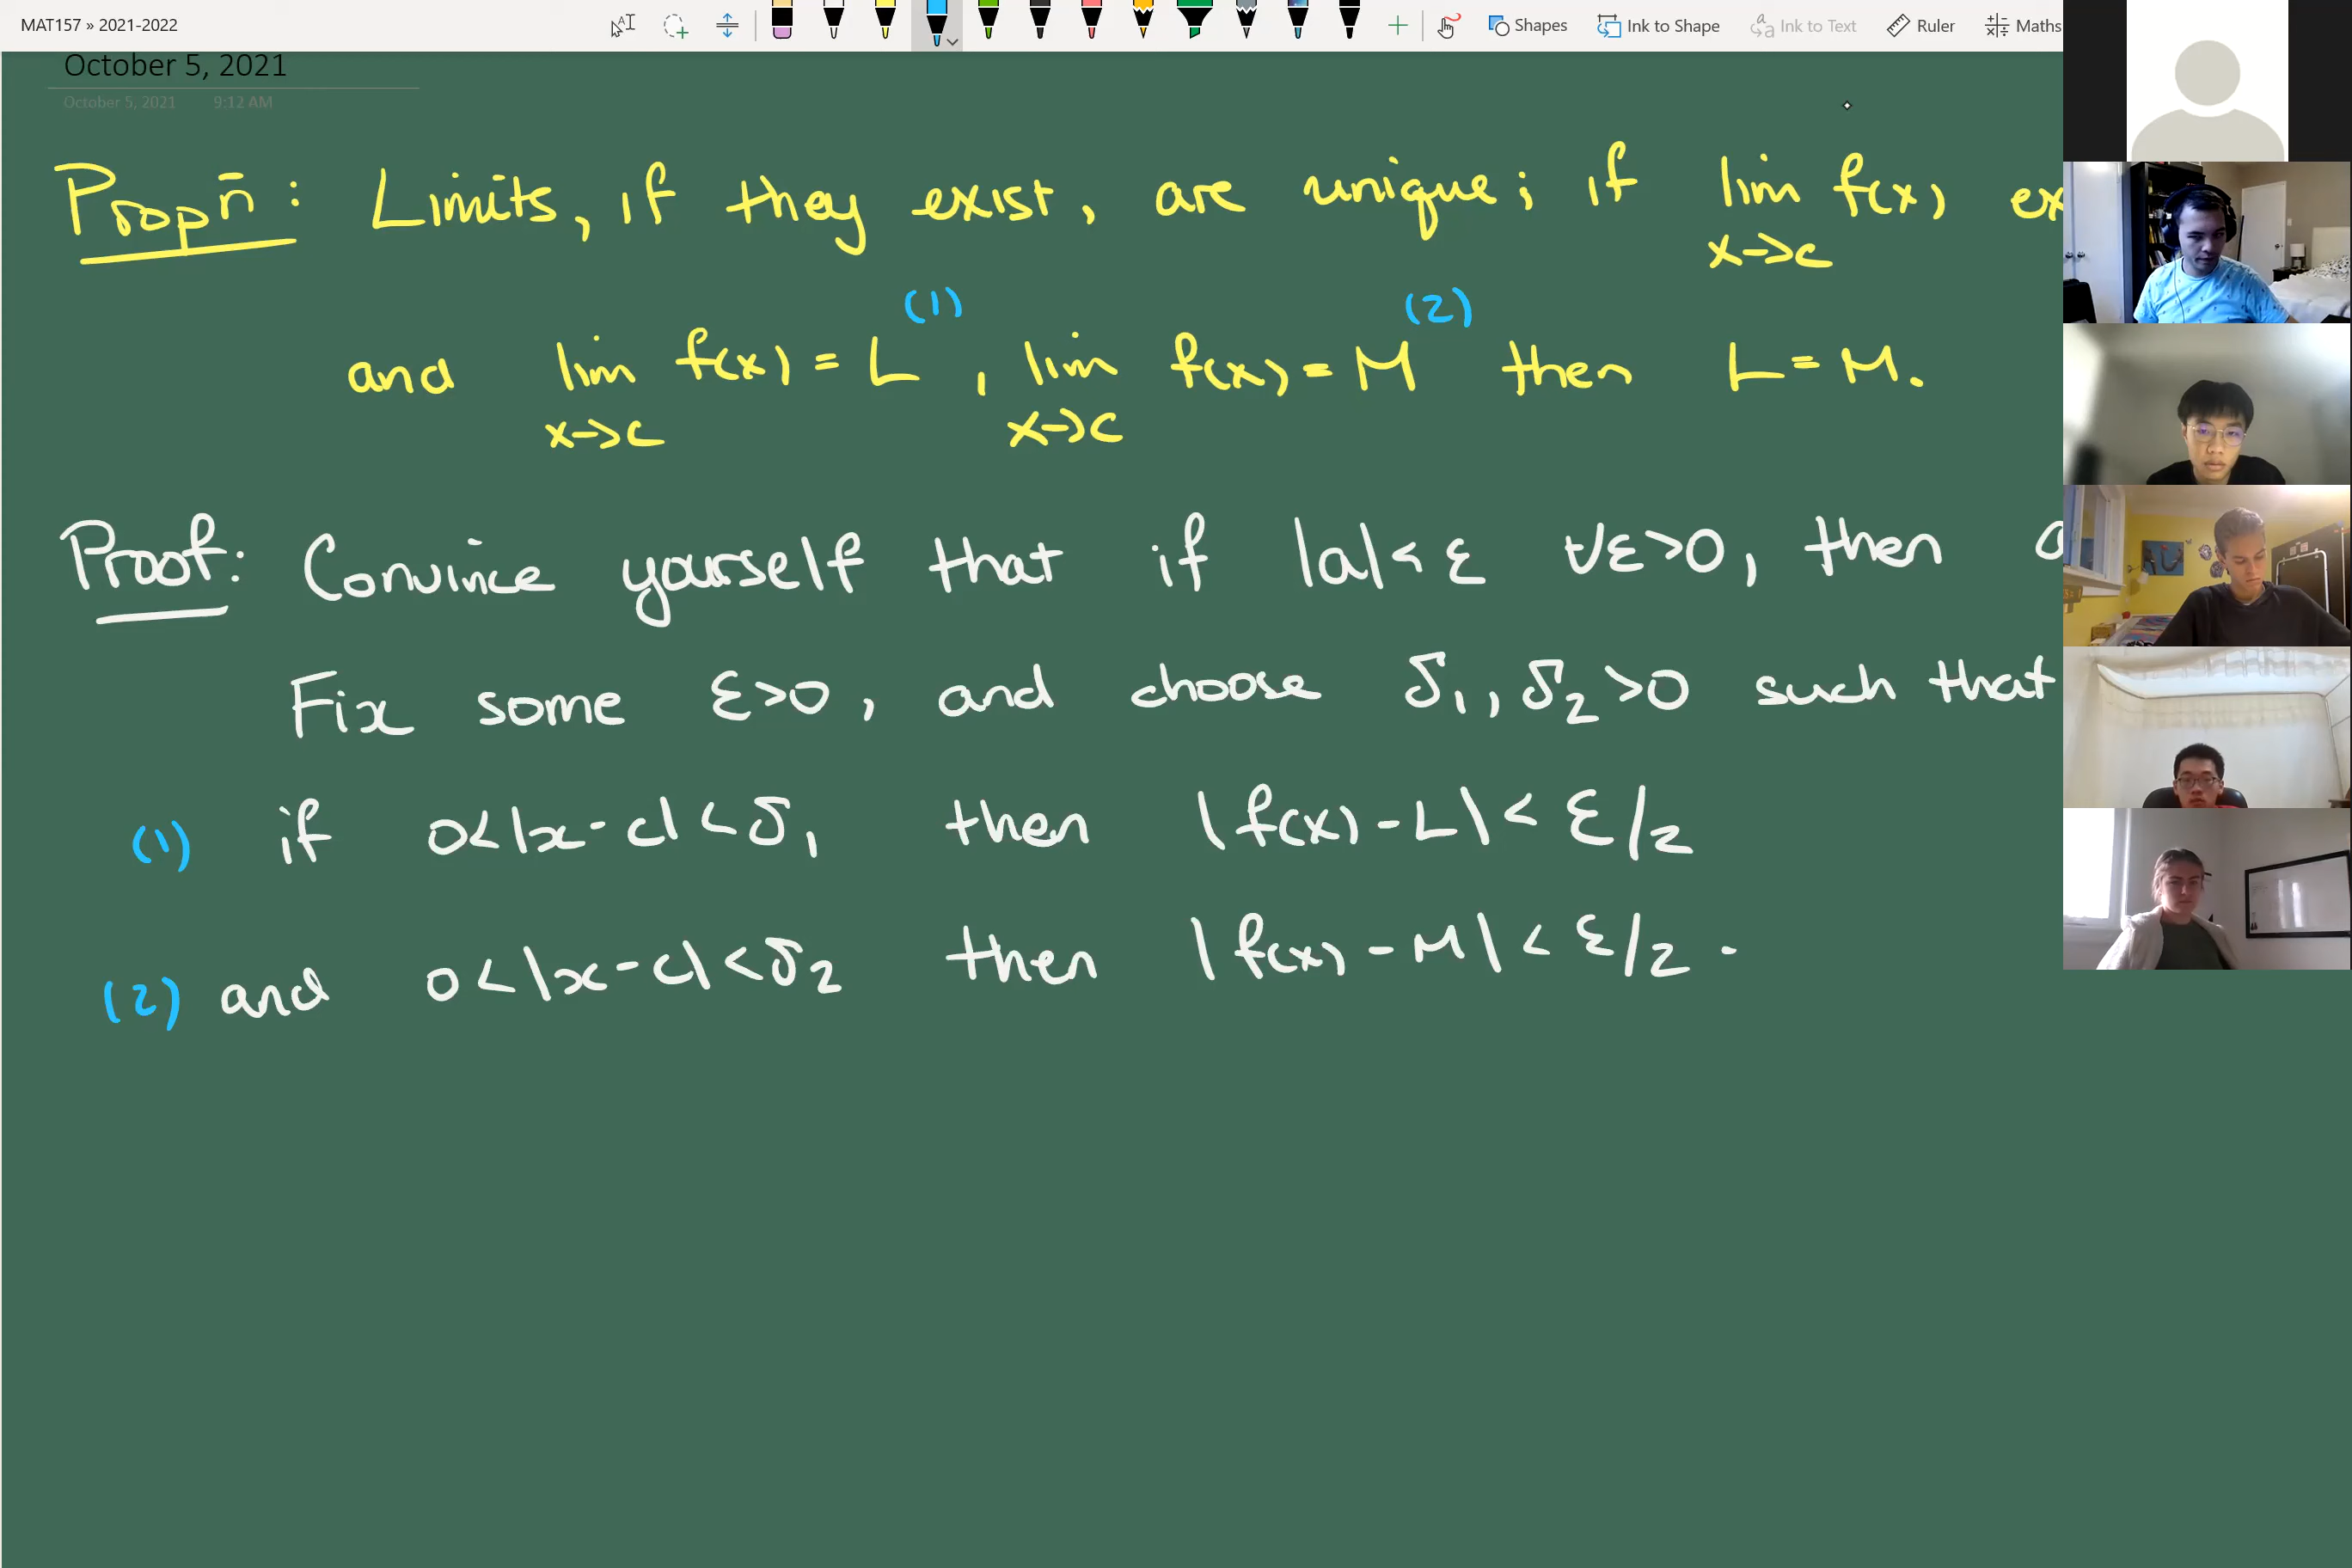 MAT157 » 2021-2022
Shapes Ink to Shape Ink to Text Ruler Maths
October 5, 2021
October 5, 2021 9:12 AM
Propn̄: Limits, if they exist, are unique; if lim f(x) ex
x->c
(1) (2)
and lim f(x) = L , lim f(x) = M then L = M.
x->c x->c
Proof: Convince yourself that if |a| < ε ∀ε>0, then
Fix some ε>0, and choose δ₁, δ₂ >0 such that
(1) if 0<|x-c|<δ₁ then |f(x)-L| < ε/2
(2) and 0<|x-c|<δ₂ then |f(x)-M| < ε/2 .